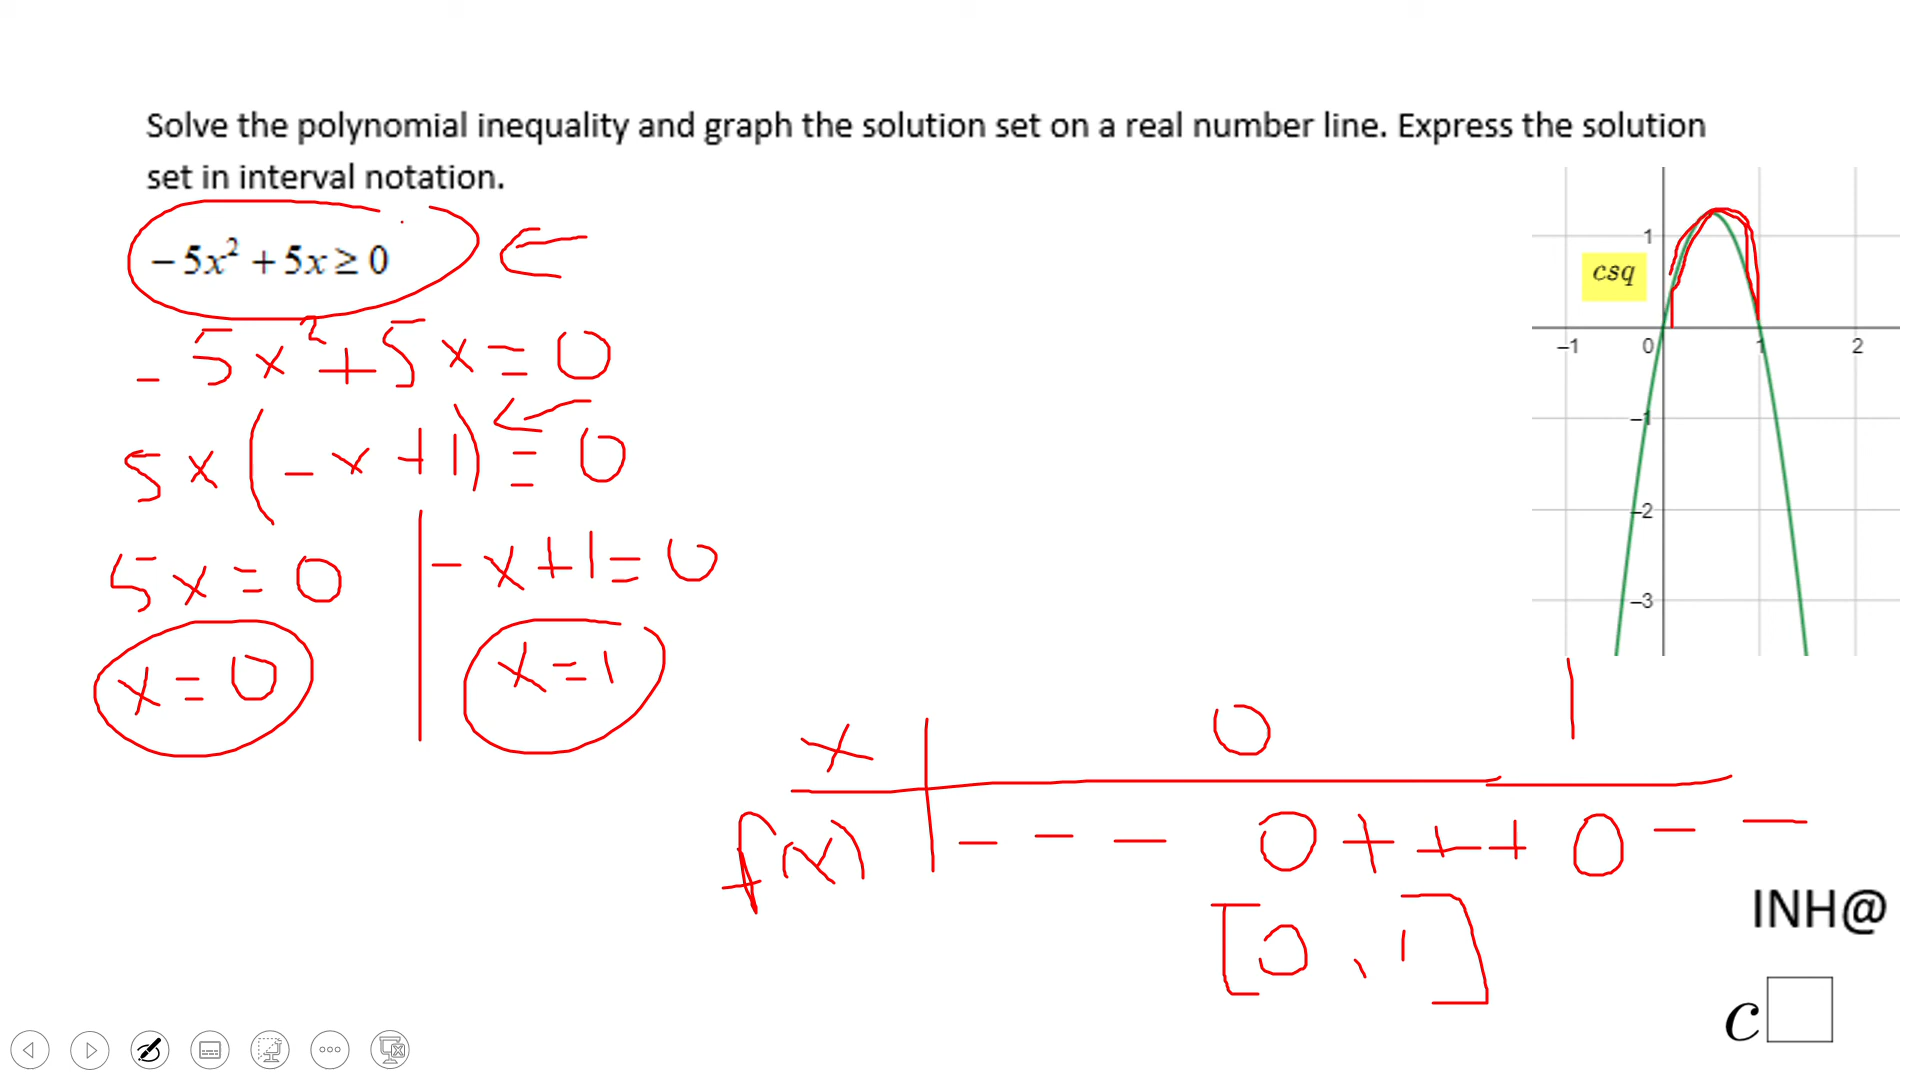 Solve the polynomial inequality and graph the solution set on a real number line. Express the solution
set in interval notation.
− 5x² + 5x ≥ 0
- 5x² + 5x = 0
5x(-x+1) = 0
5x = 0
-x+1=0
x = 0
x = 1
csq
1
−1
0
1
2
−1
−2
−3
x 0 1
f(x) - - - 0 + + + 0 - -
[0, 1]
INH@
c